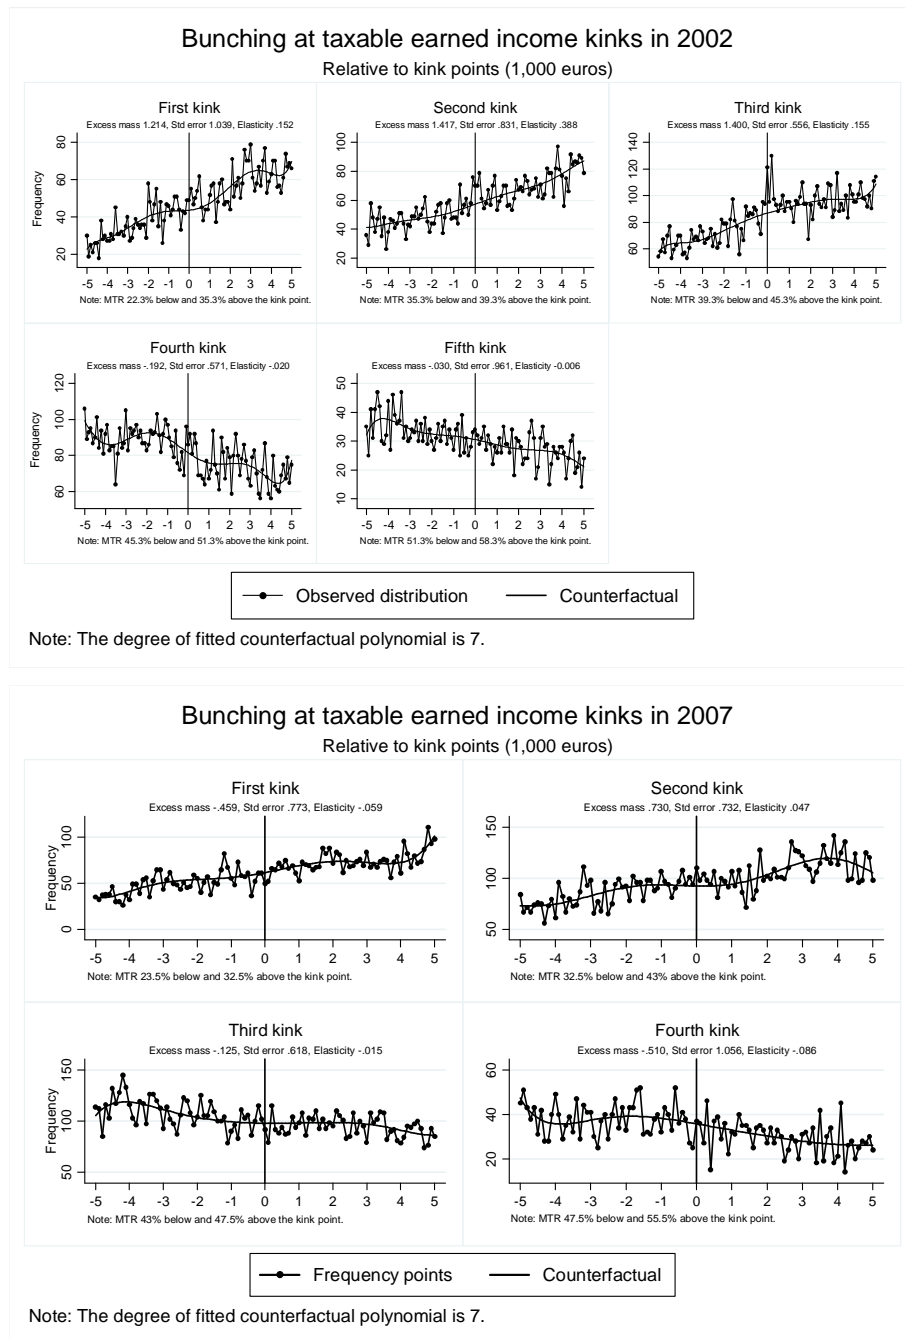 Bunching at taxable earned income kinks in 2002
Relative to kink points (1,000 euros)
First kink
Excess mass 1.214, Std error 1.039, Elasticity .152
Frequency
80
60
40
20
-5 -4 -3 -2 -1 0 1 2 3 4 5
Note: MTR 22.3% below and 35.3% above the kink point.
Second kink
Excess mass 1.417, Std error .831, Elasticity .388
100
80
60
40
20
-5 -4 -3 -2 -1 0 1 2 3 4 5
Note: MTR 35.3% below and 39.3% above the kink point.
Third kink
Excess mass 1.400, Std error .556, Elasticity .155
140
120
100
80
60
-5 -4 -3 -2 -1 0 1 2 3 4 5
Note: MTR 39.3% below and 45.3% above the kink point.
Fourth kink
Excess mass -.192, Std error .571, Elasticity -.020
Frequency
120
100
80
60
-5 -4 -3 -2 -1 0 1 2 3 4 5
Note: MTR 45.3% below and 51.3% above the kink point.
Fifth kink
Excess mass -.030, Std error .961, Elasticity -0.006
50
40
30
20
10
-5 -4 -3 -2 -1 0 1 2 3 4 5
Note: MTR 51.3% below and 58.3% above the kink point.
Observed distribution Counterfactual
Note: The degree of fitted counterfactual polynomial is 7.
Bunching at taxable earned income kinks in 2007
Relative to kink points (1,000 euros)
First kink
Excess mass -.459, Std error .773, Elasticity -.059
Frequency
100
50
0
-5 -4 -3 -2 -1 0 1 2 3 4 5
Note: MTR 23.5% below and 32.5% above the kink point.
Second kink
Excess mass .730, Std error .732, Elasticity .047
150
100
50
-5 -4 -3 -2 -1 0 1 2 3 4 5
Note: MTR 32.5% below and 43% above the kink point.
Third kink
Excess mass -.125, Std error .618, Elasticity -.015
Frequency
150
100
50
-5 -4 -3 -2 -1 0 1 2 3 4 5
Note: MTR 43% below and 47.5% above the kink point.
Fourth kink
Excess mass -.510, Std error 1.056, Elasticity -.086
60
40
20
-5 -4 -3 -2 -1 0 1 2 3 4 5
Note: MTR 47.5% below and 55.5% above the kink point.
Frequency points Counterfactual
Note: The degree of fitted counterfactual polynomial is 7.